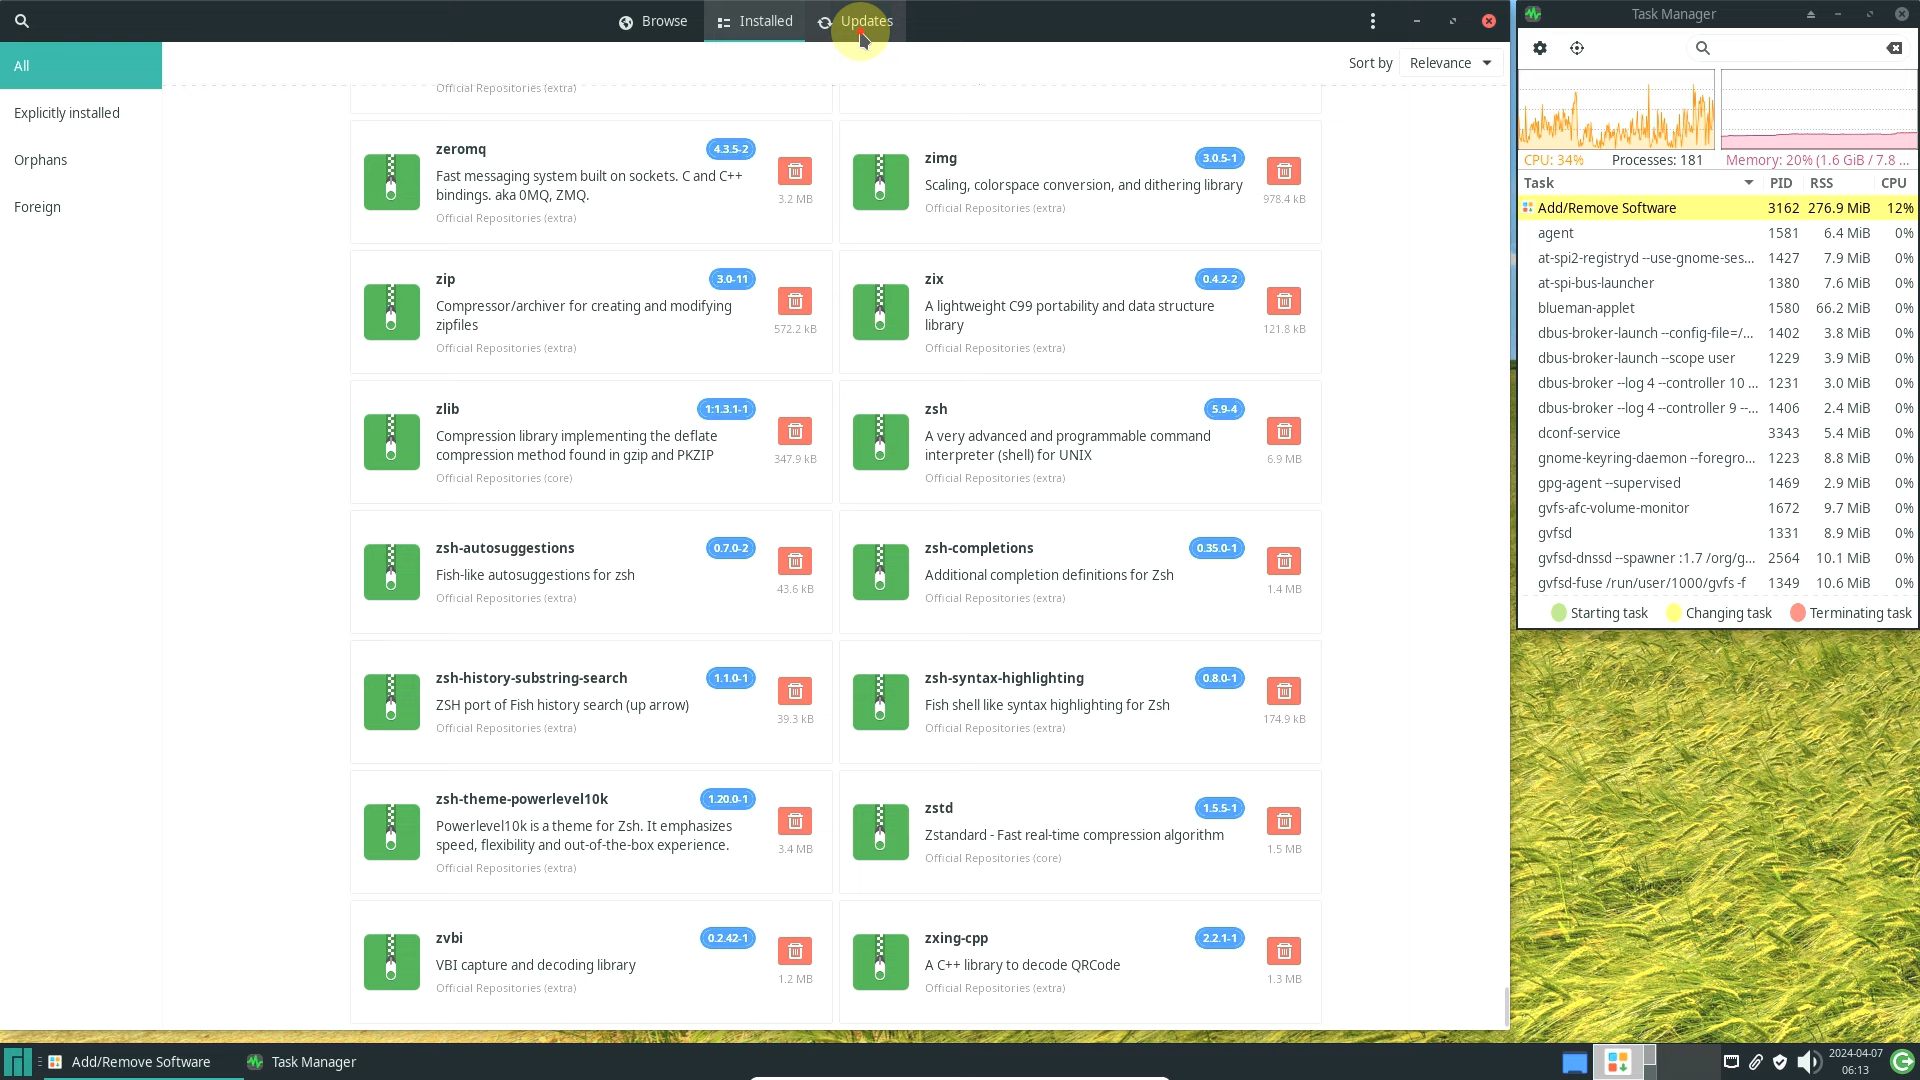 Browse
Installed
Updates
Task Manager
All
Explicitly installed
Orphans
Foreign
Sort by
Relevance
Official Repositories (extra)
zeromq
4.3.5-2
Fast messaging system built on sockets. C and C++
bindings. aka 0MQ, ZMQ.
Official Repositories (extra)
3.2 MB
zimg
3.0.5-1
Scaling, colorspace conversion, and dithering library
Official Repositories (extra)
978.4 kB
zip
3.0-11
Compressor/archiver for creating and modifying
zipfiles
Official Repositories (extra)
572.2 kB
zix
0.4.2-2
A lightweight C99 portability and data structure
library
Official Repositories (extra)
121.8 kB
zlib
1:1.3.1-1
Compression library implementing the deflate
compression method found in gzip and PKZIP
Official Repositories (core)
347.9 kB
zsh
5.9-4
A very advanced and programmable command
interpreter (shell) for UNIX
Official Repositories (extra)
6.9 MB
zsh-autosuggestions
0.7.0-2
Fish-like autosuggestions for zsh
Official Repositories (extra)
43.6 kB
zsh-completions
0.35.0-1
Additional completion definitions for Zsh
Official Repositories (extra)
1.4 MB
zsh-history-substring-search
1.1.0-1
ZSH port of Fish history search (up arrow)
Official Repositories (extra)
39.3 kB
zsh-syntax-highlighting
0.8.0-1
Fish shell like syntax highlighting for Zsh
Official Repositories (extra)
174.9 kB
zsh-theme-powerlevel10k
1.20.0-1
Powerlevel10k is a theme for Zsh. It emphasizes
speed, flexibility and out-of-the-box experience.
Official Repositories (extra)
3.4 MB
zstd
1.5.5-1
Zstandard - Fast real-time compression algorithm
Official Repositories (core)
1.5 MB
zvbi
0.2.42-1
VBI capture and decoding library
Official Repositories (extra)
1.2 MB
zxing-cpp
2.2.1-1
A C++ library to decode QRCode
Official Repositories (extra)
1.3 MB
CPU: 34%
Processes: 181
Memory: 20% (1.6 GiB / 7.8 ...
Task PID RSS CPU
Add/Remove Software 3162 276.9 MiB 12%
agent 1581 6.4 MiB 0%
at-spi2-registryd --use-gnome-ses... 1427 7.9 MiB 0%
at-spi-bus-launcher 1380 7.6 MiB 0%
blueman-applet 1580 66.2 MiB 0%
dbus-broker-launch --config-file=/... 1402 3.8 MiB 0%
dbus-broker-launch --scope user 1229 3.9 MiB 0%
dbus-broker --log 4 --controller 10 ... 1231 3.0 MiB 0%
dbus-broker --log 4 --controller 9 --... 1406 2.4 MiB 0%
dconf-service 3343 5.4 MiB 0%
gnome-keyring-daemon --foregro... 1223 8.8 MiB 0%
gpg-agent --supervised 1469 2.9 MiB 0%
gvfs-afc-volume-monitor 1672 9.7 MiB 0%
gvfsd 1331 8.9 MiB 0%
gvfsd-dnssd --spawner :1.7 /org/g... 2564 10.1 MiB 0%
gvfsd-fuse /run/user/1000/gvfs -f 1349 10.6 MiB 0%
Starting task
Changing task
Terminating task
Add/Remove Software
Task Manager
2024-04-07
06:13